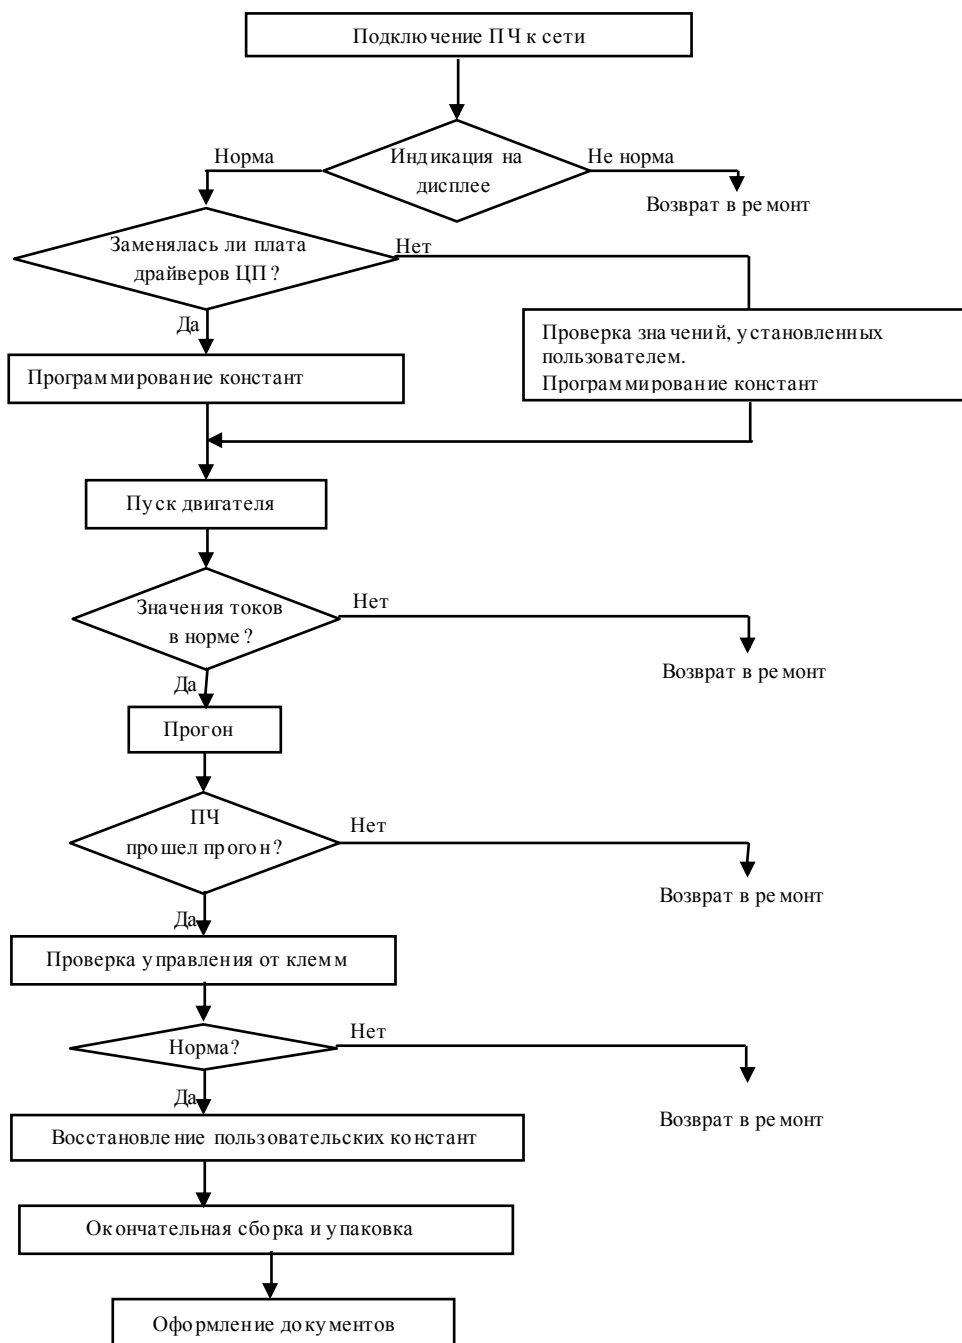 Подключение ПЧ к сети
Индикация на
дисплее
Норма
Не норма
Возврат в ремонт
Заменялась ли плата
драйверов ЦП?
Нет
Да
Проверка значений, установленных
пользователем.
Программирование констант
Программирование констант
Пуск двигателя
Значения токов
в норме?
Нет
Возврат в ремонт
Да
Прогон
ПЧ
прошел прогон?
Нет
Возврат в ремонт
Да
Проверка управления от клемм
Норма?
Нет
Возврат в ремонт
Да
Восстановление пользовательских констант
Окончательная сборка и упаковка
Оформление документов